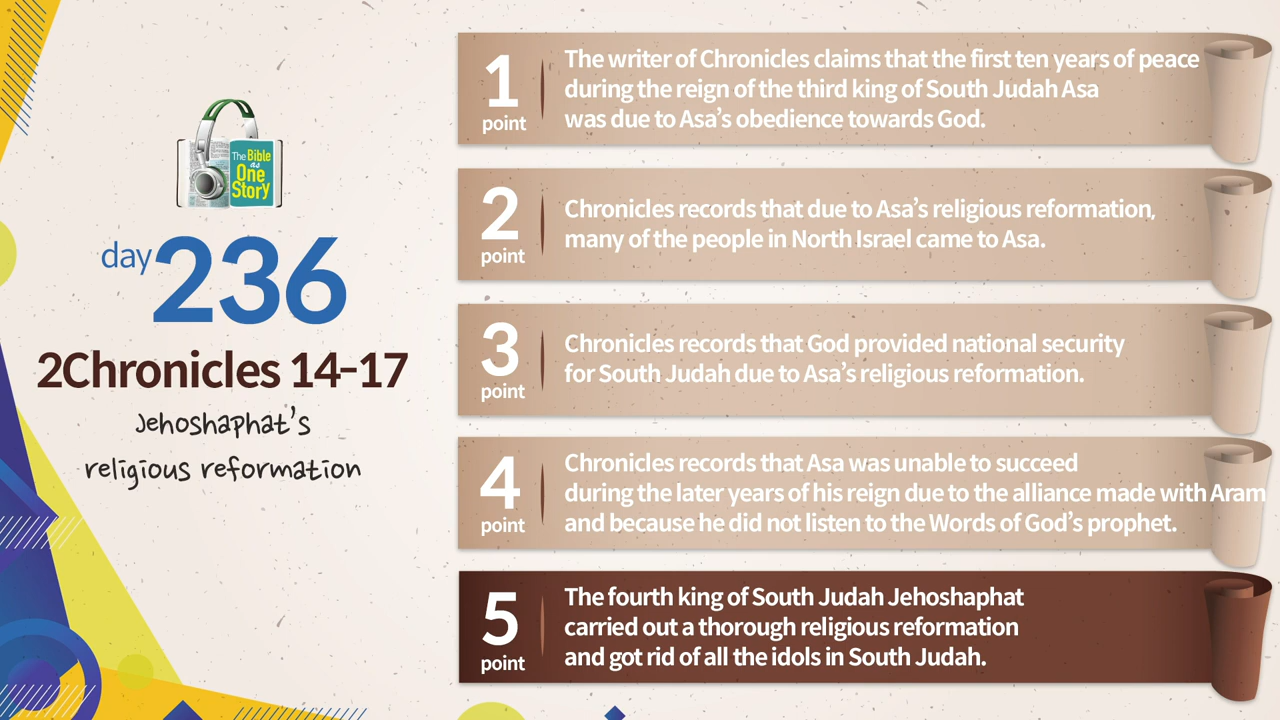 The Bible
as
One
Story
day 236
2Chronicles 14-17
Jehoshaphat's
religious reformation
1
point
The writer of Chronicles claims that the first ten years of peace
during the reign of the third king of South Judah Asa
was due to Asa's obedience towards God.
2
point
Chronicles records that due to Asa's religious reformation,
many of the people in North Israel came to Asa.
3
point
Chronicles records that God provided national security
for South Judah due to Asa's religious reformation.
4
point
Chronicles records that Asa was unable to succeed
during the later years of his reign due to the alliance made with Aram
and because he did not listen to the Words of God's prophet.
5
point
The fourth king of South Judah Jehoshaphat
carried out a thorough religious reformation
and got rid of all the idols in South Judah.